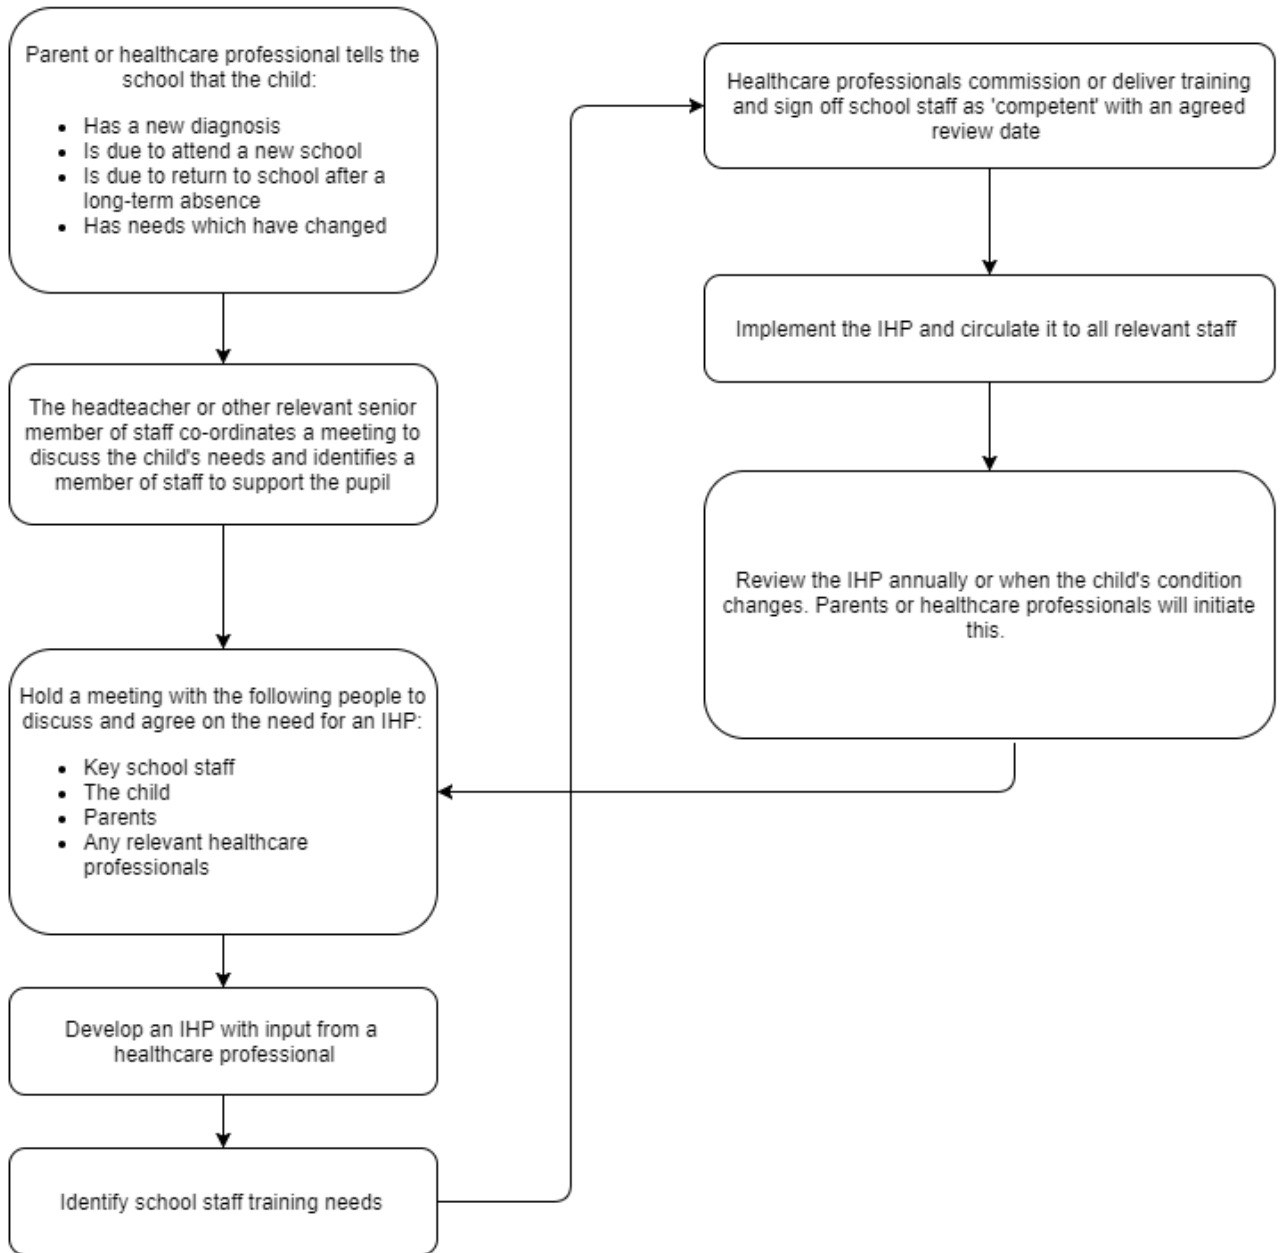 Parent or healthcare professional tells the
school that the child:
• Has a new diagnosis
• Is due to attend a new school
• Is due to return to school after a
long-term absence
• Has needs which have changed
The headteacher or other relevant senior
member of staff co-ordinates a meeting to
discuss the child's needs and identifies a
member of staff to support the pupil
Hold a meeting with the following people to
discuss and agree on the need for an IHP:
• Key school staff
• The child
• Parents
• Any relevant healthcare
professionals
Develop an IHP with input from a
healthcare professional
Identify school staff training needs
Healthcare professionals commission or deliver training
and sign off school staff as 'competent' with an agreed
review date
Implement the IHP and circulate it to all relevant staff
Review the IHP annually or when the child's condition
changes. Parents or healthcare professionals will initiate
this.